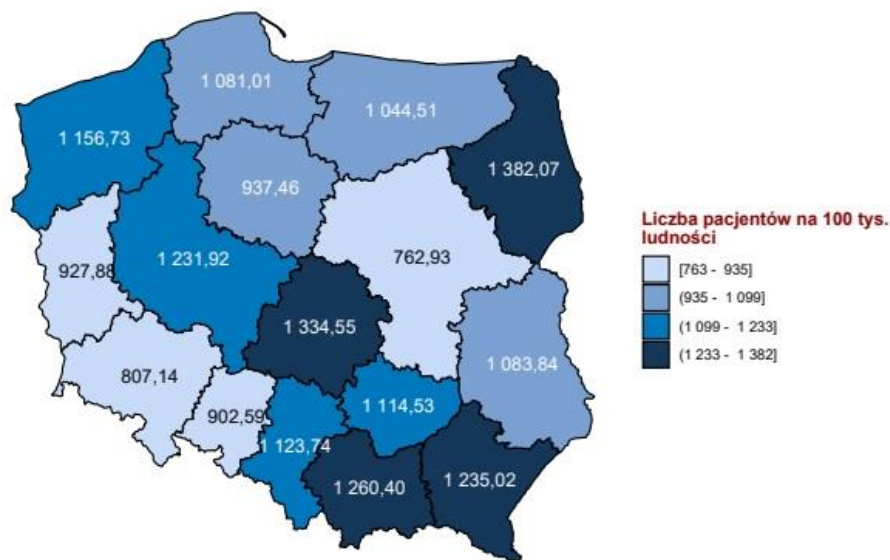 1 081,01
1 044,51
1 156,73
1 382,07
937,46
762,93
1 231,92
927,88
1 334,55
1 083,84
807,14
902,59
1 114,53
1 123,74
1 260,40
1 235,02
Liczba pacjentów na 100 tys.
ludności
[763 - 935]
(935 - 1 099]
(1 099 - 1 233]
(1 233 - 1 382]